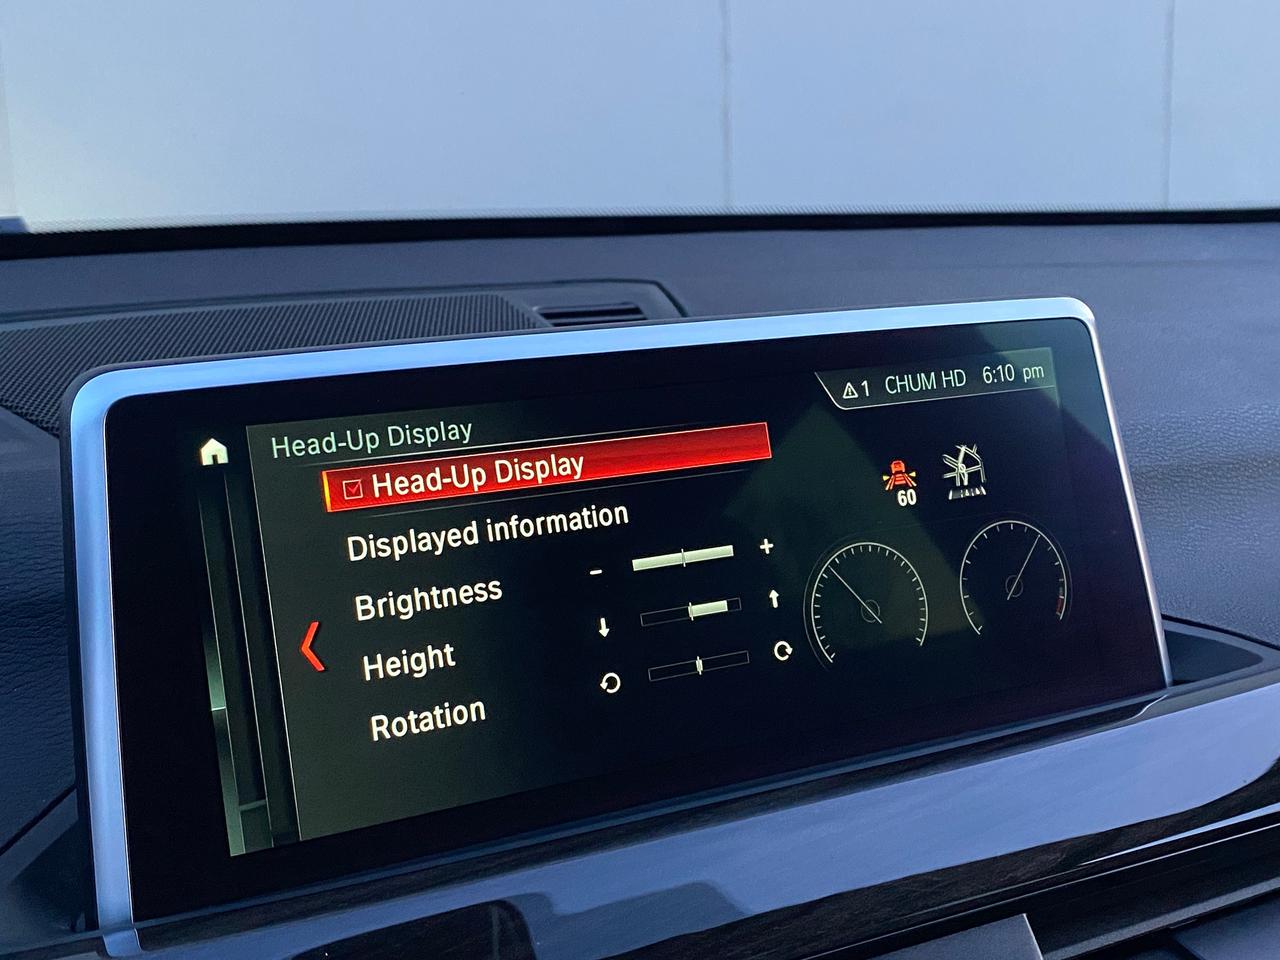 1 CHUM HD 6:10 pm
Head-Up Display
Head-Up Display
Displayed information
Brightness - +
Height
Rotation
60